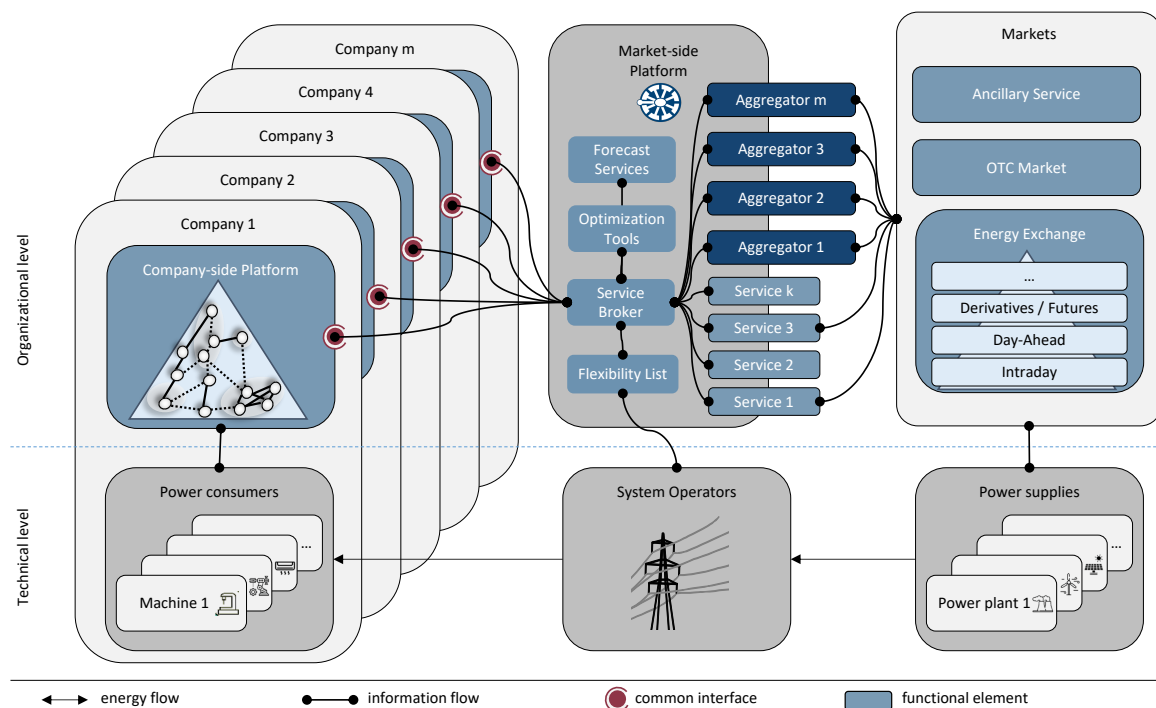 Organizational level
Technical level
Company m
Company 4
Company 3
Company 2
Company 1
Company-side Platform
Power consumers
...
Machine 1
Market-side
Platform
Forecast
Services
Optimization
Tools
Service
Broker
Flexibility List
Aggregator m
Aggregator 3
Aggregator 2
Aggregator 1
Service k
Service 3
Service 2
Service 1
System Operators
Markets
Ancillary Service
OTC Market
Energy Exchange
...
Derivatives / Futures
Day-Ahead
Intraday
Power supplies
...
Power plant 1
energy flow
information flow
common interface
functional element